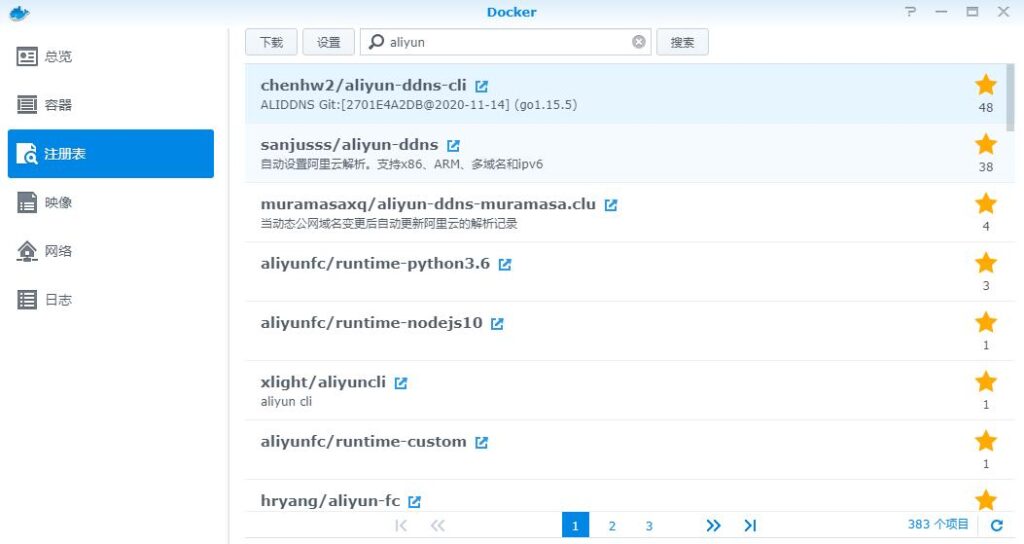 Docker
总览
容器
注册表
映像
网络
日志
下载 设置 aliyun 搜索
chenhw2/aliyun-ddns-cli
ALIDDNS Git:[2701E4A2DB@2020-11-14] (go1.15.5)
48
sanjusss/aliyun-ddns
自动设置阿里云解析。支持x86、ARM、多域名和ipv6
38
muramasaxq/aliyun-ddns-muramasa.clu
当动态公网域名变更后自动更新阿里云的解析记录
4
aliyunfc/runtime-python3.6
3
aliyunfc/runtime-nodejs10
1
xlight/aliyuncli
aliyun cli
1
aliyunfc/runtime-custom
1
hryang/aliyun-fc
1 2 3
383 个项目